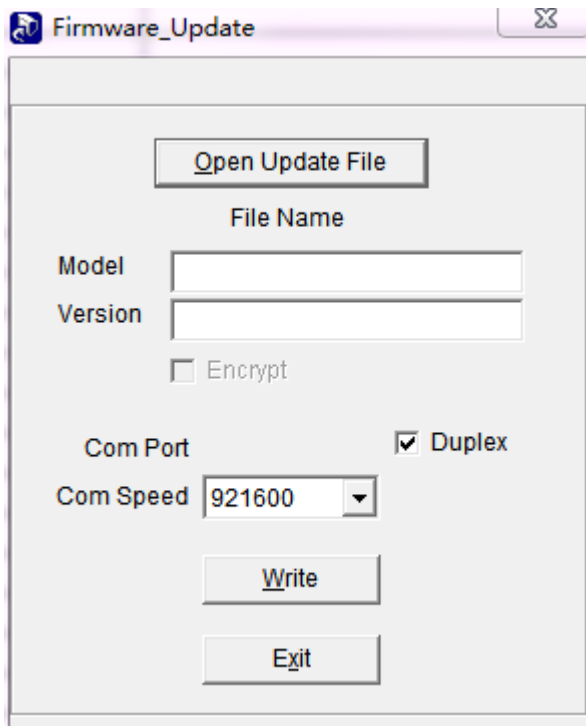 Firmware_Update
Open Update File
File Name
Model
Version
Encrypt
Com Port
Duplex
Com Speed 921600
Write
Exit